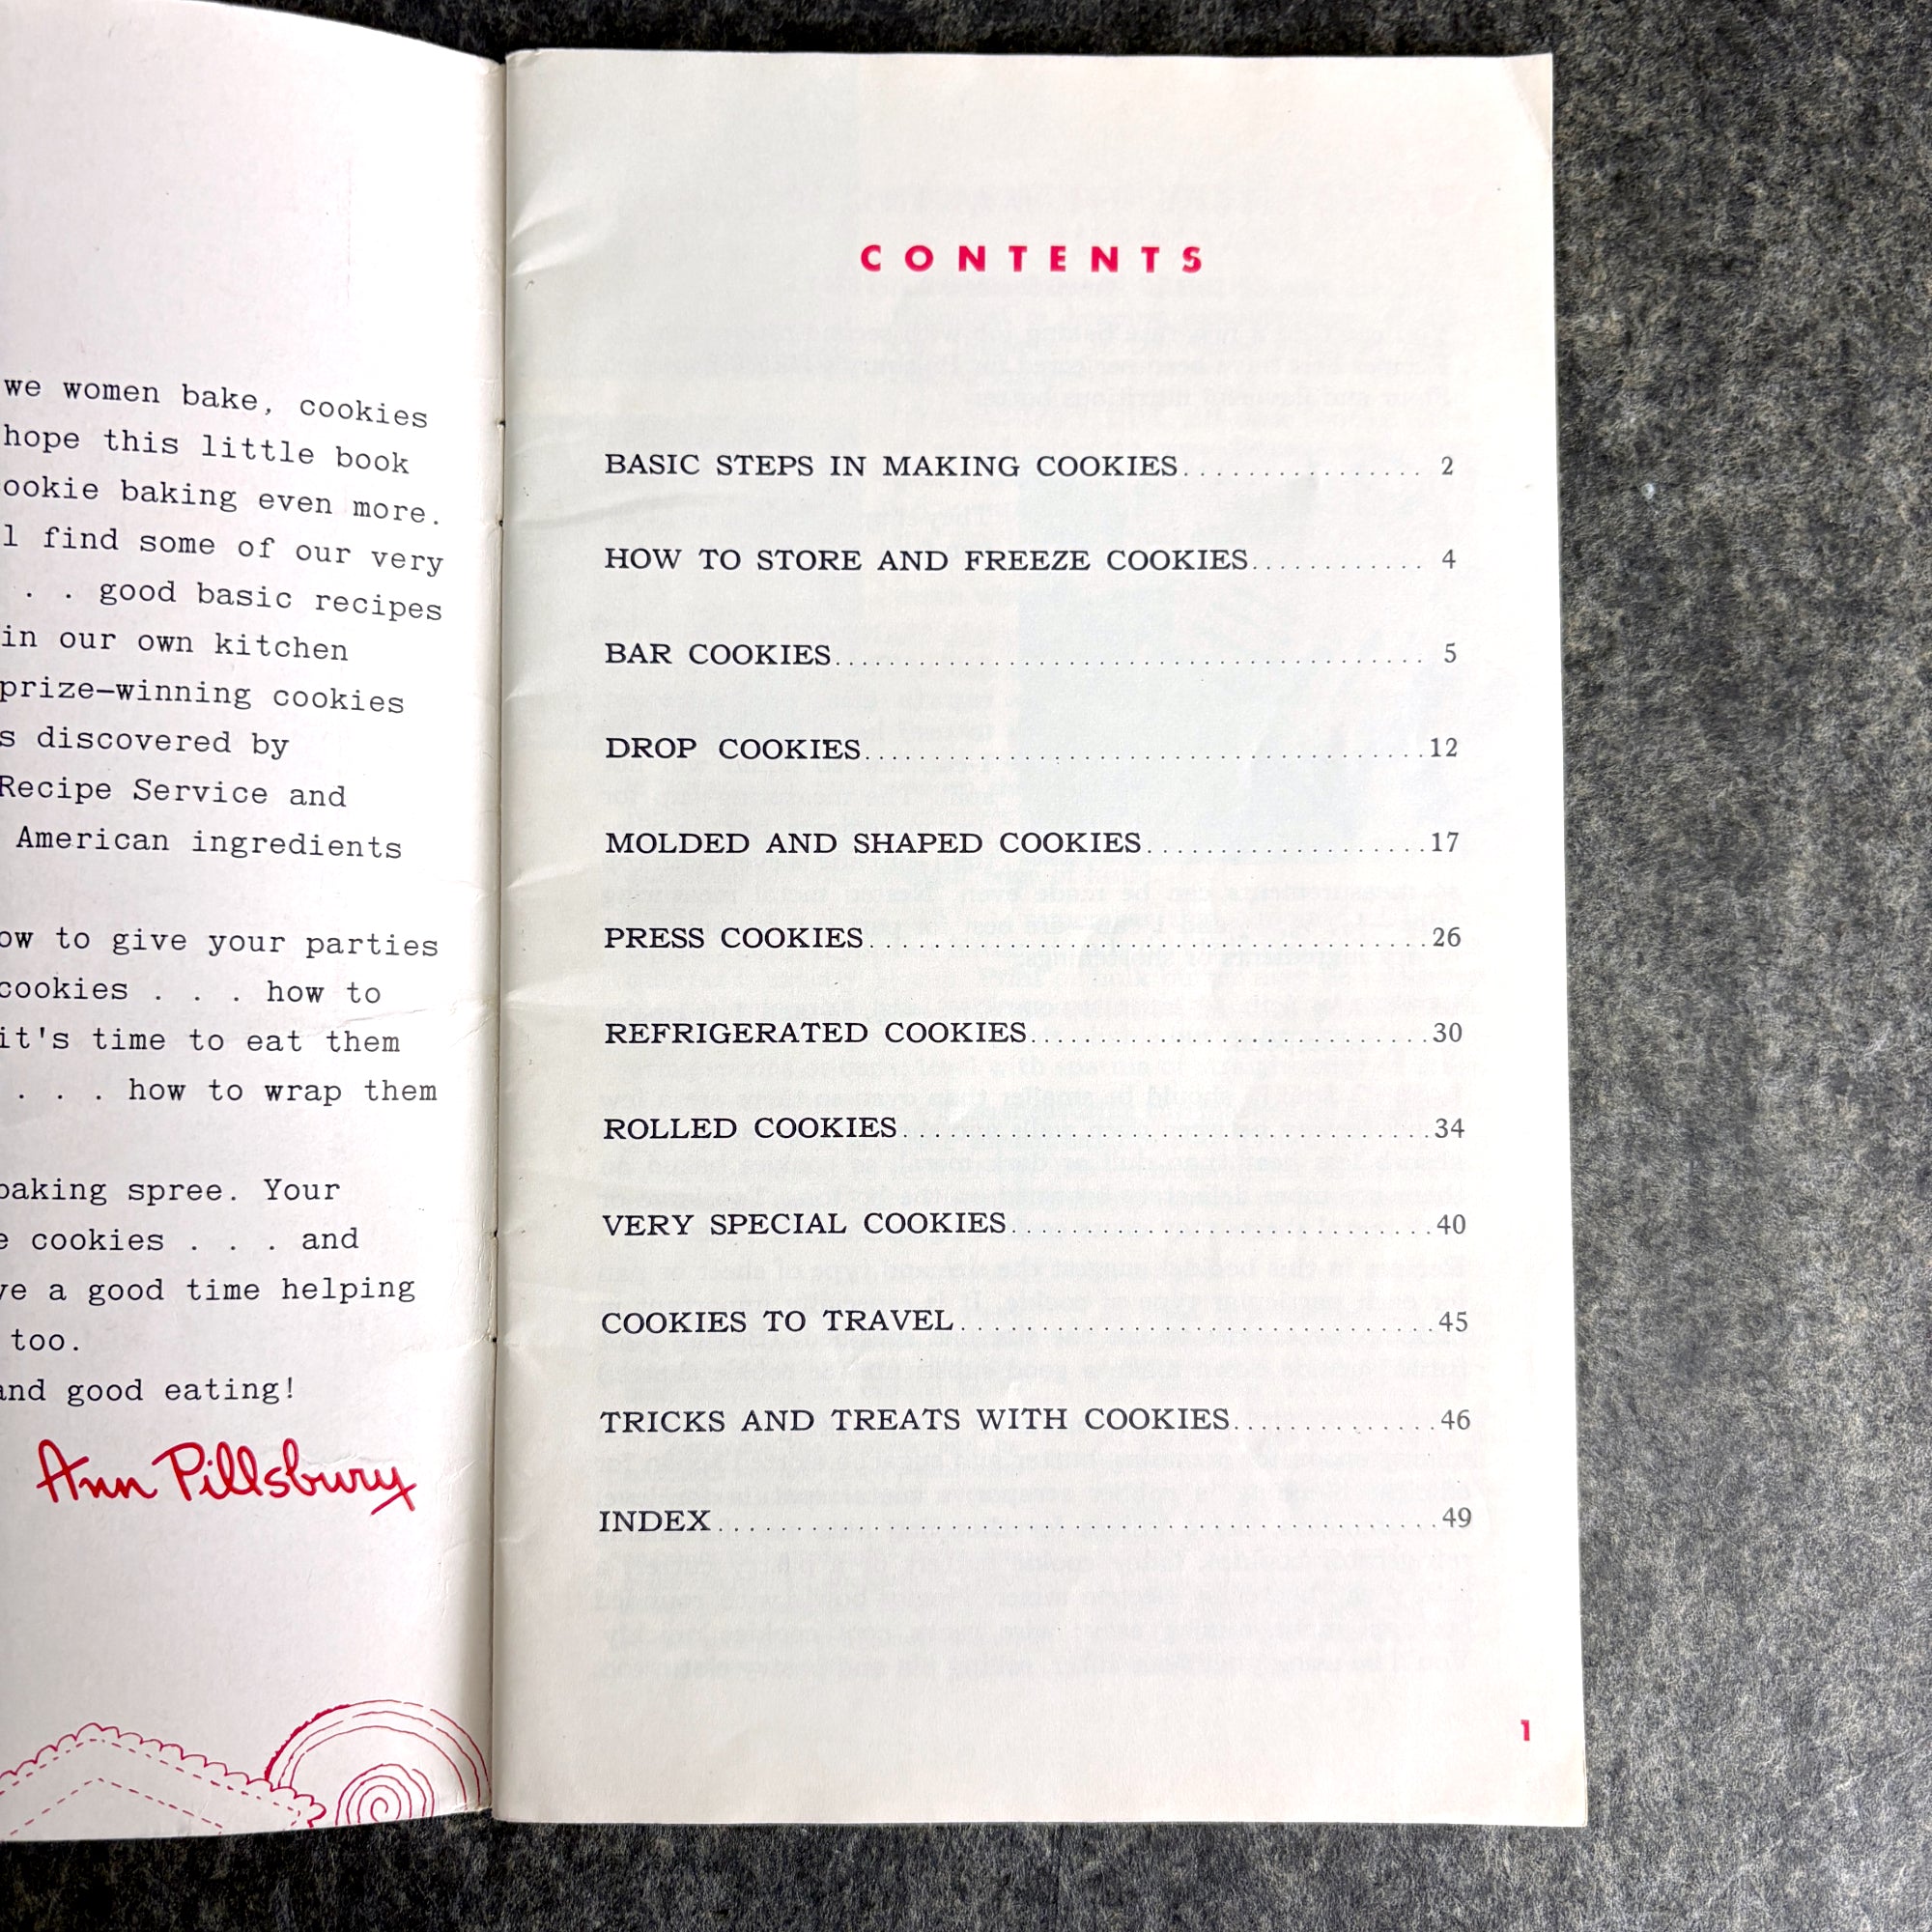 we women bake, cookies
hope this little book
ookie baking even more.
l find some of our very
. . good basic recipes
in our own kitchen
prize-winning cookies
s discovered by
Recipe Service and
American ingredients
ow to give your parties
cookies . . . how to
it's time to eat them
. . . how to wrap them
baking spree. Your
e cookies . . . and
ve a good time helping
too.
and good eating!
Ann Pillsbury
CONTENTS
BASIC STEPS IN MAKING COOKIES................ 2
HOW TO STORE AND FREEZE COOKIES............ 4
BAR COOKIES.................................... 5
DROP COOKIES..................................12
MOLDED AND SHAPED COOKIES.................17
PRESS COOKIES..................................26
REFRIGERATED COOKIES........................30
ROLLED COOKIES................................34
VERY SPECIAL COOKIES.........................40
COOKIES TO TRAVEL............................45
TRICKS AND TREATS WITH COOKIES.............46
INDEX...........................................49
1